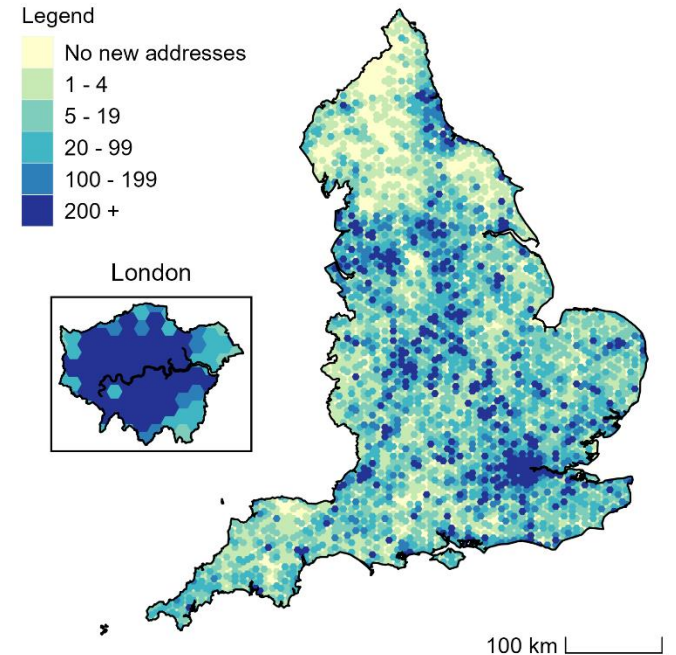 Legend
No new addresses
1 - 4
5 - 19
20 - 99
100 - 199
200 +
London
100 km